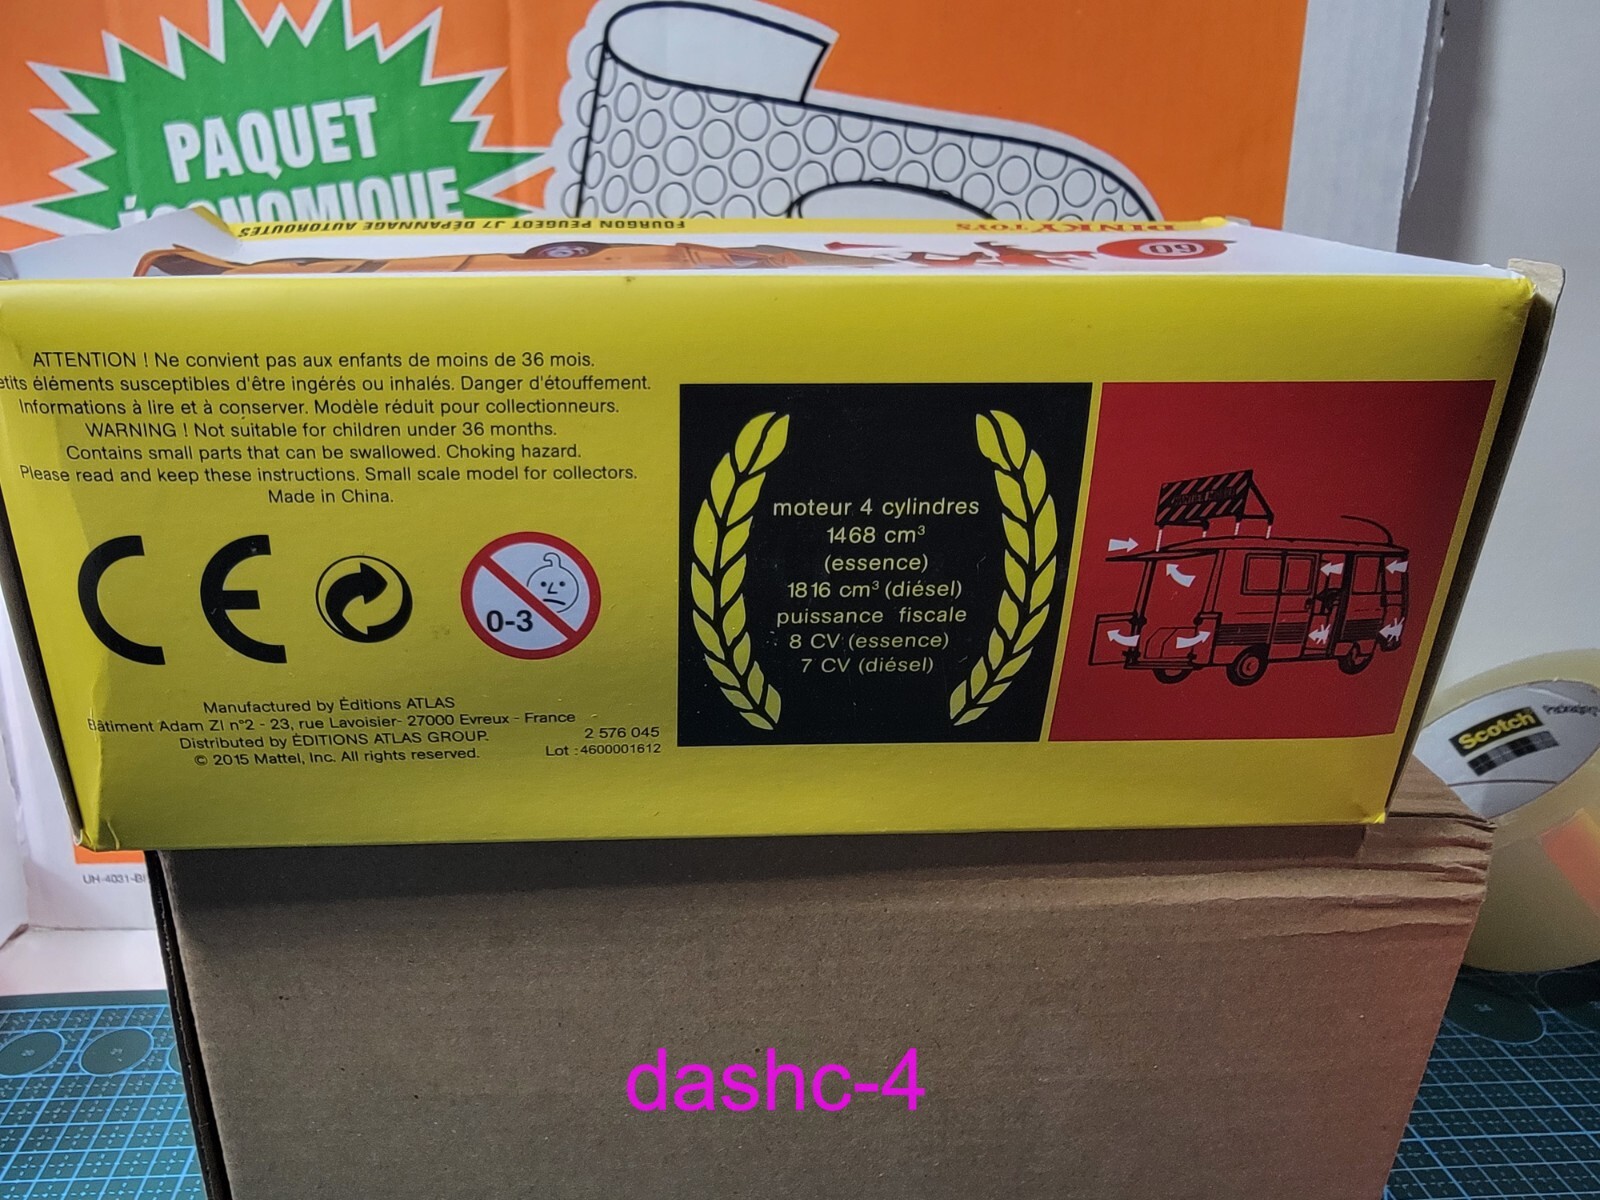 PAQUET
ÉCONOMIQUE
FOURGON PEUGEOT J7 DÉPANNAGE AUTOROUTES
DINKY TOYS
60
ATTENTION ! Ne convient pas aux enfants de moins de 36 mois.
etits éléments susceptibles d'être ingérés ou inhalés. Danger d'étouffement.
Informations à lire et à conserver. Modèle réduit pour collectionneurs.
WARNING ! Not suitable for children under 36 months.
Contains small parts that can be swallowed. Choking hazard.
Please read and keep these instructions. Small scale model for collectors.
Made in China.
CE
0-3
Manufactured by Éditions ATLAS
Bâtiment Adam ZI n°2 - 23, rue Lavoisier- 27000 Evreux - France
Distributed by ÉDITIONS ATLAS GROUP.
© 2015 Mattel, Inc. All rights reserved.
2 576 045
Lot : 4600001612
moteur 4 cylindres
1468 cm³
(essence)
1816 cm³ (diésel)
puissance fiscale
8 CV (essence)
7 CV (diésel)
Scotch
UH-4031-B
dashc-4